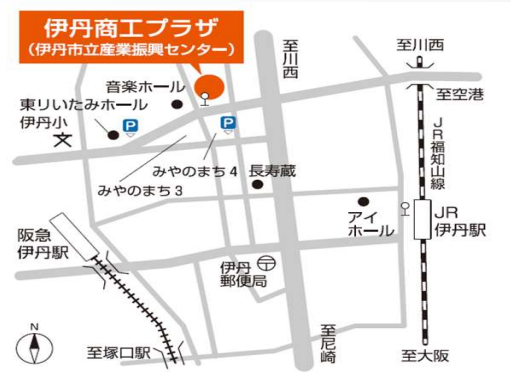 伊丹商工プラザ
(伊丹市立産業振興センター)
至川西
至川西
音楽ホール
至空港
東リいたみホール
伊丹小
文
P
P
JR福知山線
みやのまち4
みやのまち3
長寿蔵
アイ
ホール
JR
伊丹駅
阪急
伊丹駅
伊丹
郵便局
〒
N
至塚口駅
至尼崎
至大阪